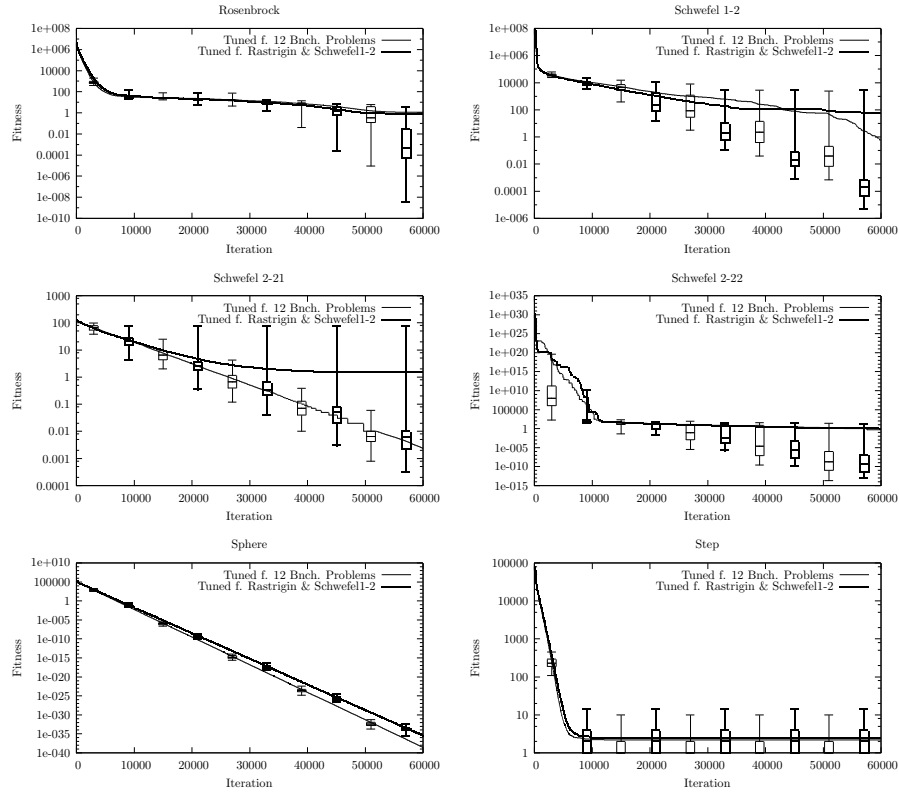 Rosenbrock
1e+008
1e+006
10000
100
1
0.01
0.0001
1e-006
1e-008
1e-010
0
10000
20000
30000
40000
50000
60000
Fitness
Iteration
Tuned f. 12 Bnch. Problems
Tuned f. Rastrigin & Schwefel1-2
Schwefel 1-2
1e+008
1e+006
10000
100
1
0.01
0.0001
1e-006
0
10000
20000
30000
40000
50000
60000
Fitness
Iteration
Tuned f. 12 Bnch. Problems
Tuned f. Rastrigin & Schwefel1-2
Schwefel 2-21
1000
100
10
1
0.1
0.01
0.001
0.0001
0
10000
20000
30000
40000
50000
60000
Fitness
Iteration
Tuned f. 12 Bnch. Problems
Tuned f. Rastrigin & Schwefel1-2
Schwefel 2-22
1e+035
1e+030
1e+025
1e+020
1e+015
1e+010
100000
1
1e-005
1e-010
1e-015
0
10000
20000
30000
40000
50000
60000
Fitness
Iteration
Tuned f. 12 Bnch. Problems
Tuned f. Rastrigin & Schwefel1-2
Sphere
1e+010
100000
1
1e-005
1e-010
1e-015
1e-020
1e-025
1e-030
1e-035
1e-040
0
10000
20000
30000
40000
50000
60000
Fitness
Iteration
Tuned f. 12 Bnch. Problems
Tuned f. Rastrigin & Schwefel1-2
Step
100000
10000
1000
100
10
1
0
10000
20000
30000
40000
50000
60000
Fitness
Iteration
Tuned f. 12 Bnch. Problems
Tuned f. Rastrigin & Schwefel1-2